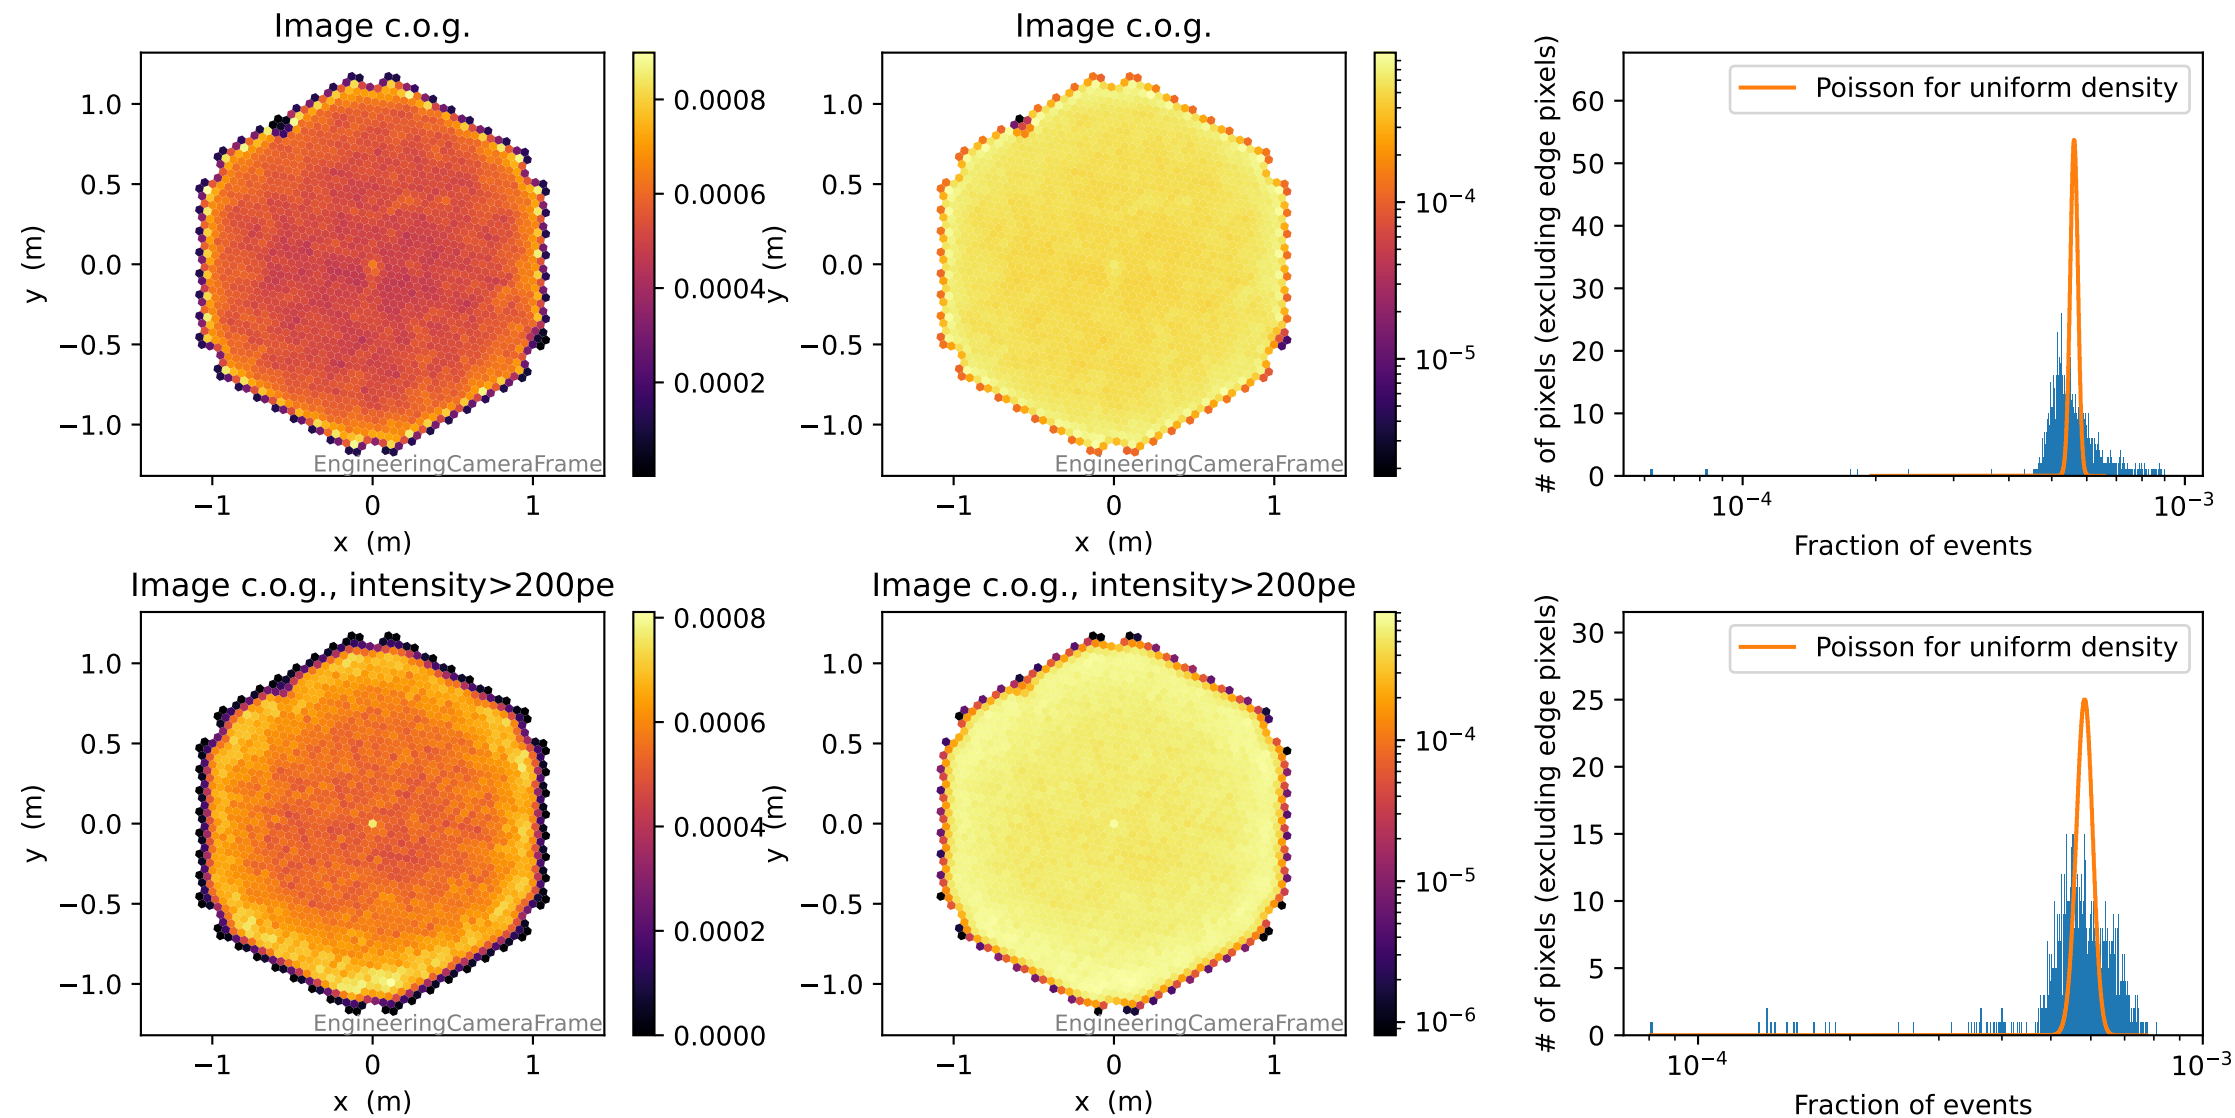 Image c.o.g.
1.0
0.5
0.0
−0.5
−1.0
y (m)
−1
0
1
x (m)
EngineeringCameraFrame
0.0008
0.0006
0.0004
0.0002
Image c.o.g.
1.0
0.5
0.0
−0.5
−1.0
y (m)
−1
0
1
x (m)
EngineeringCameraFrame
10⁻⁴
10⁻⁵
Poisson for uniform density
60
50
40
30
20
10
0
# of pixels (excluding edge pixels)
10⁻⁴
10⁻³
Fraction of events
Image c.o.g., intensity>200pe
1.0
0.5
0.0
−0.5
−1.0
y (m)
−1
0
1
x (m)
EngineeringCameraFrame
0.0008
0.0006
0.0004
0.0002
0.0000
Image c.o.g., intensity>200pe
1.0
0.5
0.0
−0.5
−1.0
y (m)
−1
0
1
x (m)
EngineeringCameraFrame
10⁻⁴
10⁻⁵
10⁻⁶
Poisson for uniform density
30
25
20
15
10
5
0
# of pixels (excluding edge pixels)
10⁻⁴
10⁻³
Fraction of events